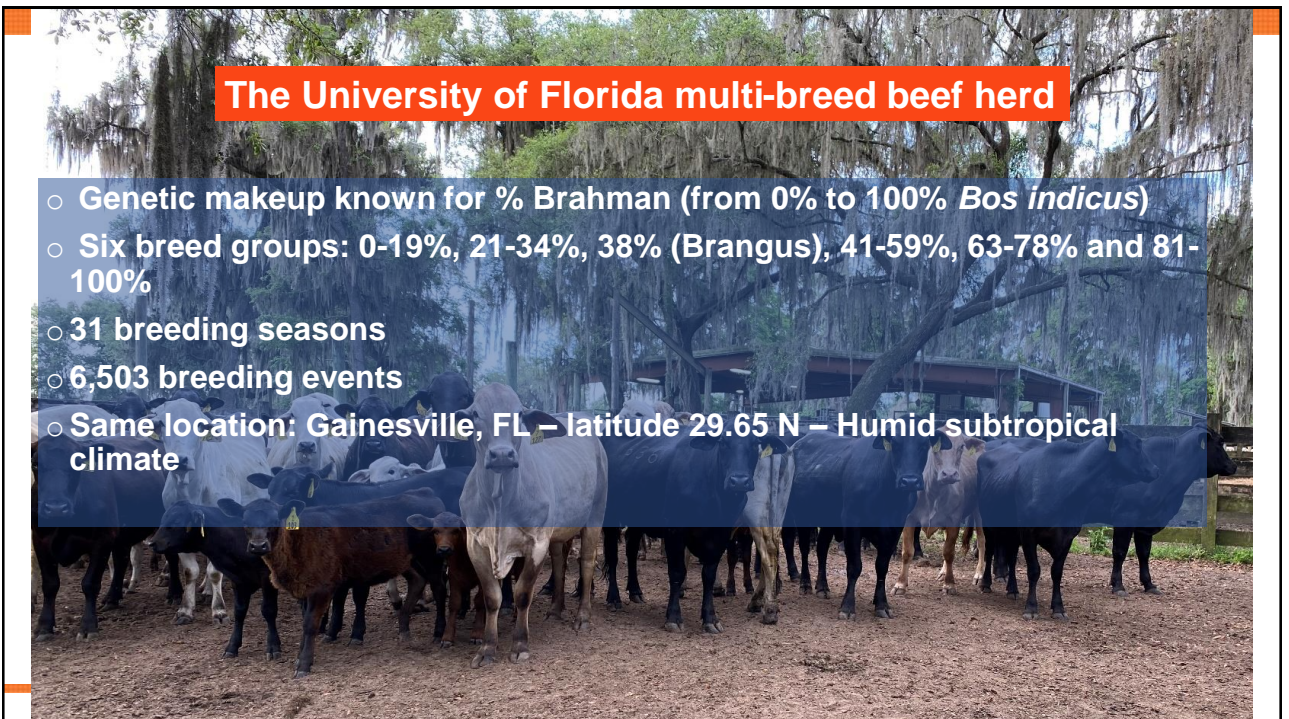 The University of Florida multi-breed beef herd
○ Genetic makeup known for % Brahman (from 0% to 100% Bos indicus)
○ Six breed groups: 0-19%, 21-34%, 38% (Brangus), 41-59%, 63-78% and 81-
100%
○ 31 breeding seasons
○ 6,503 breeding events
○ Same location: Gainesville, FL – latitude 29.65 N – Humid subtropical
climate